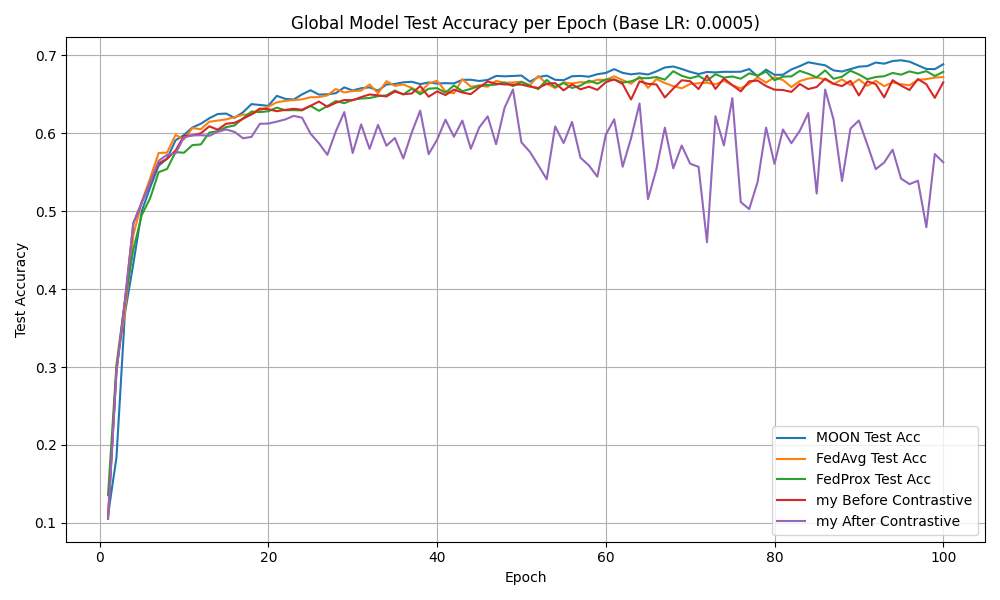 Global Model Test Accuracy per Epoch (Base LR: 0.0005)
Test Accuracy
0.7
0.6
0.5
0.4
0.3
0.2
0.1
MOON Test Acc
FedAvg Test Acc
FedProx Test Acc
my Before Contrastive
my After Contrastive
0
20
40
60
80
100
Epoch